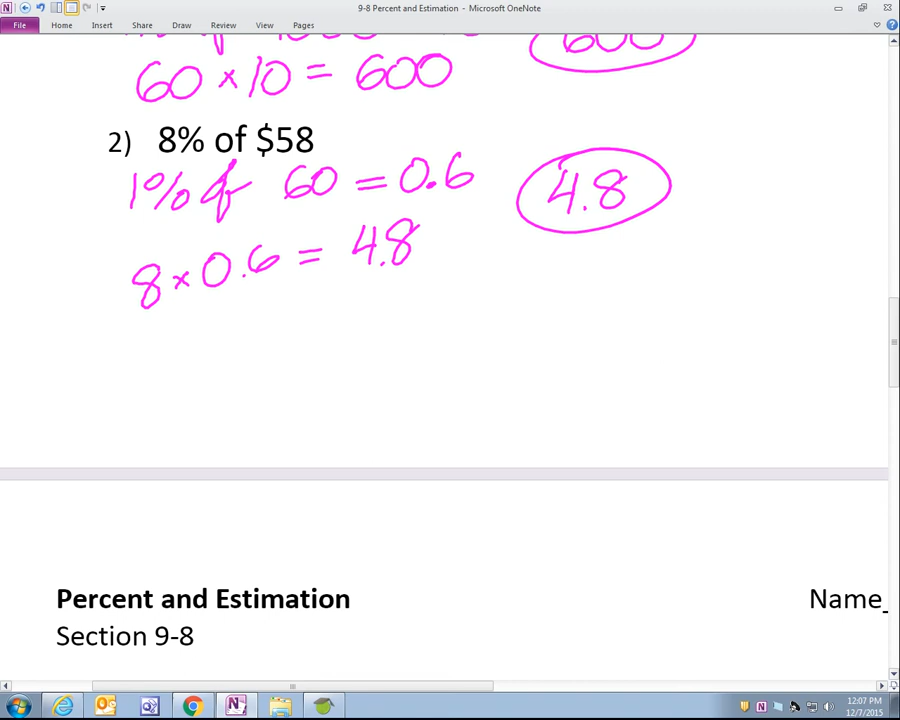 9-8 Percent and Estimation - Microsoft OneNote
File Home Insert Share Draw Review View Pages
600
60 × 10 = 600
2) 8% of $58
1% of 60 = 0.6
4.8
8 × 0.6 = 4.8
Percent and Estimation Name_
Section 9-8
12:07 PM
12/7/2015